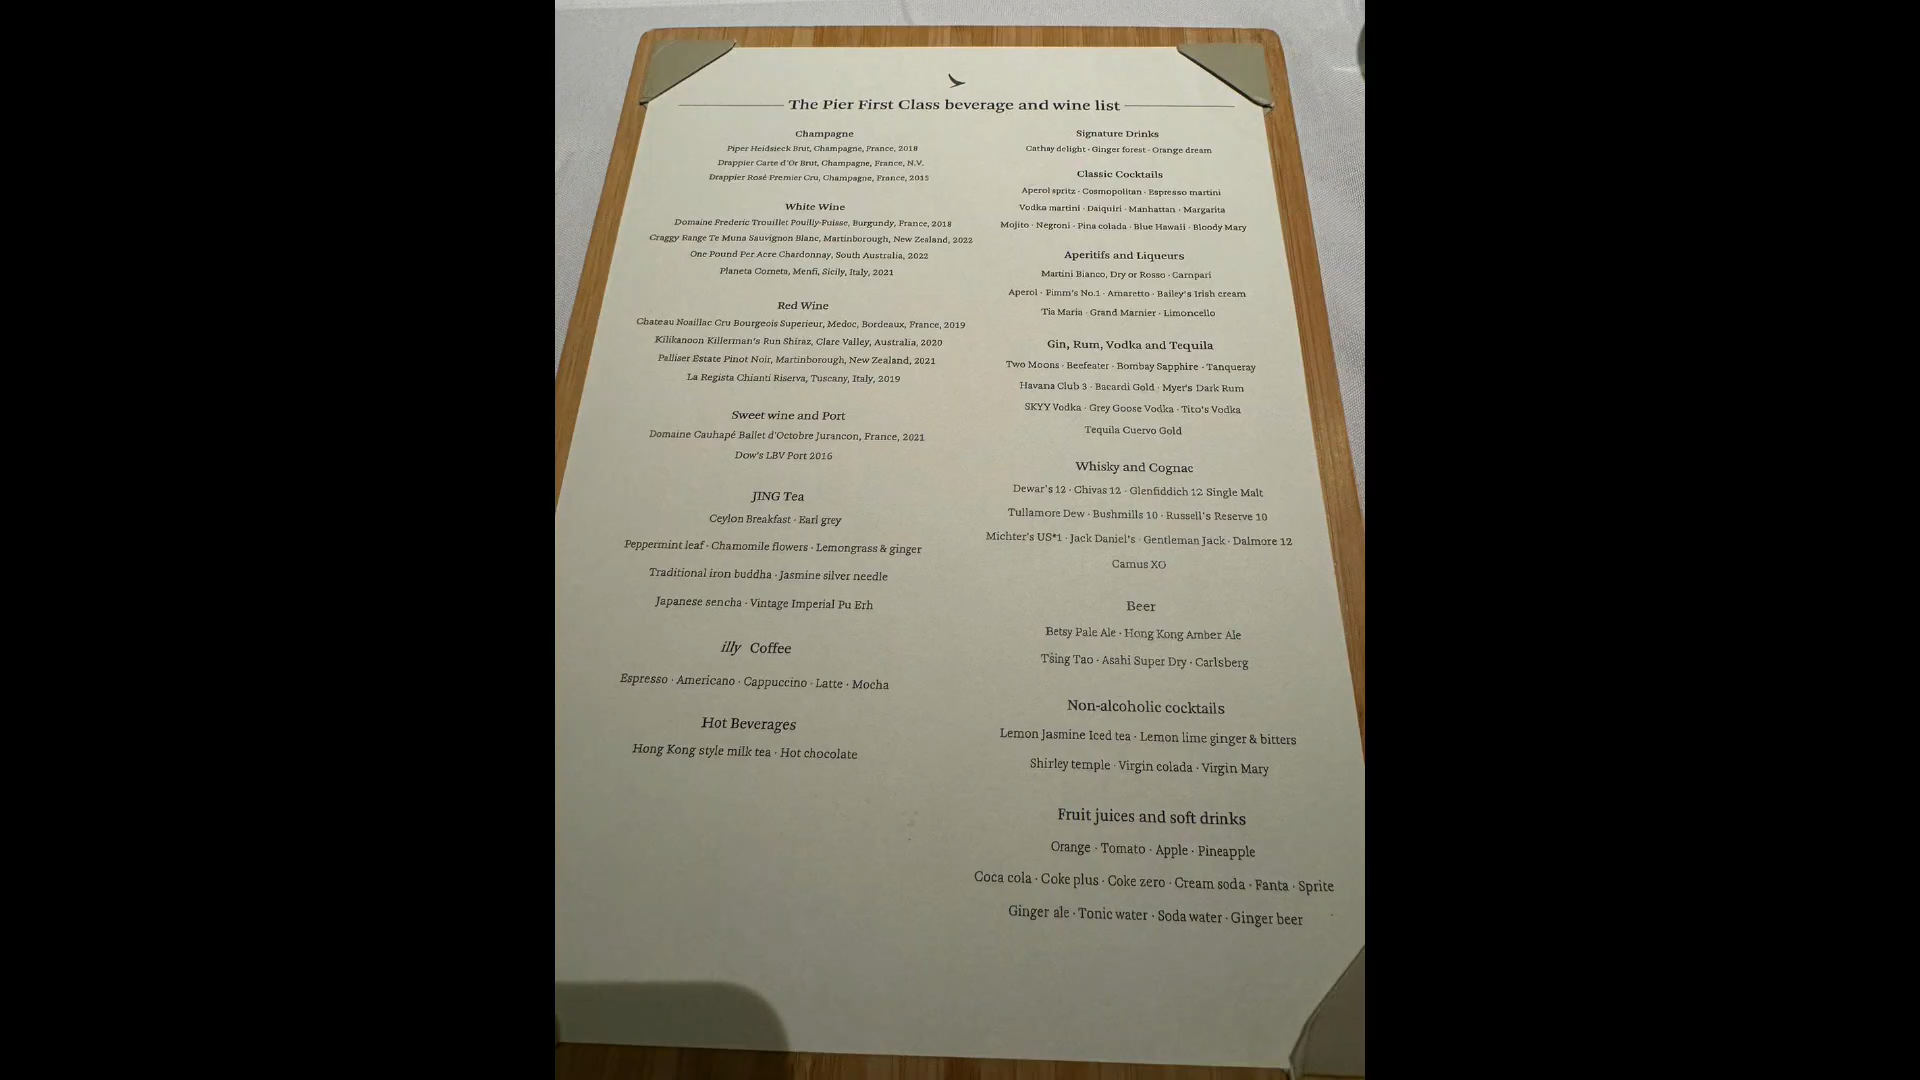 The Pier First Class beverage and wine list
Champagne
Piper Heidsieck Brut, Champagne, France, 2018
Drappier Carte d'Or Brut, Champagne, France, N.V.
Drappier Rosé Premier Cru, Champagne, France, 2015
White Wine
Domaine Frederic Trouillet Pouilly-Fuisse, Burgundy, France, 2018
Craggy Range Te Muna Sauvignon Blanc, Martinborough, New Zealand, 2022
One Pound Per Acre Chardonnay, South Australia, 2022
Planeta Cometa, Menfi, Sicily, Italy, 2021
Red Wine
Chateau Noaillac Cru Bourgeois Superieur, Medoc, Bordeaux, France, 2019
Kilikanoon Killerman's Run Shiraz, Clare Valley, Australia, 2020
Palliser Estate Pinot Noir, Martinborough, New Zealand, 2021
La Regista Chianti Riserva, Tuscany, Italy, 2019
Sweet wine and Port
Domaine Cauhapé Ballet d'Octobre Jurancon, France, 2021
Dow's LBV Port 2016
JING Tea
Ceylon Breakfast · Earl grey
Peppermint leaf · Chamomile flowers · Lemongrass & ginger
Traditional iron buddha · Jasmine silver needle
Japanese sencha · Vintage Imperial Pu Erh
illy Coffee
Espresso · Americano · Cappuccino · Latte · Mocha
Hot Beverages
Hong Kong style milk tea · Hot chocolate
Signature Drinks
Cathay delight · Ginger forest · Orange dream
Classic Cocktails
Aperol spritz · Cosmopolitan · Espresso martini
Vodka martini · Daiquiri · Manhattan · Margarita
Mojito · Negroni · Pina colada · Blue Hawaii · Bloody Mary
Aperitifs and Liqueurs
Martini Bianco, Dry or Rosso · Campari
Aperol · Pimm's No.1 · Amaretto · Bailey's Irish cream
Tia Maria · Grand Marnier · Limoncello
Gin, Rum, Vodka and Tequila
Two Moons · Beefeater · Bombay Sapphire · Tanqueray
Havana Club 3 · Bacardi Gold · Myer's Dark Rum
SKYY Vodka · Grey Goose Vodka · Tito's Vodka
Tequila Cuervo Gold
Whisky and Cognac
Dewar's 12 · Chivas 12 · Glenfiddich 12 Single Malt
Tullamore Dew · Bushmills 10 · Russell's Reserve 10
Michter's US*1 · Jack Daniel's · Gentleman Jack · Dalmore 12
Camus XO
Beer
Betsy Pale Ale · Hong Kong Amber Ale
Tsing Tao · Asahi Super Dry · Carlsberg
Non-alcoholic cocktails
Lemon Jasmine Iced tea · Lemon lime ginger & bitters
Shirley temple · Virgin colada · Virgin Mary
Fruit juices and soft drinks
Orange · Tomato · Apple · Pineapple
Coca cola · Coke plus · Coke zero · Cream soda · Fanta · Sprite
Ginger ale · Tonic water · Soda water · Ginger beer